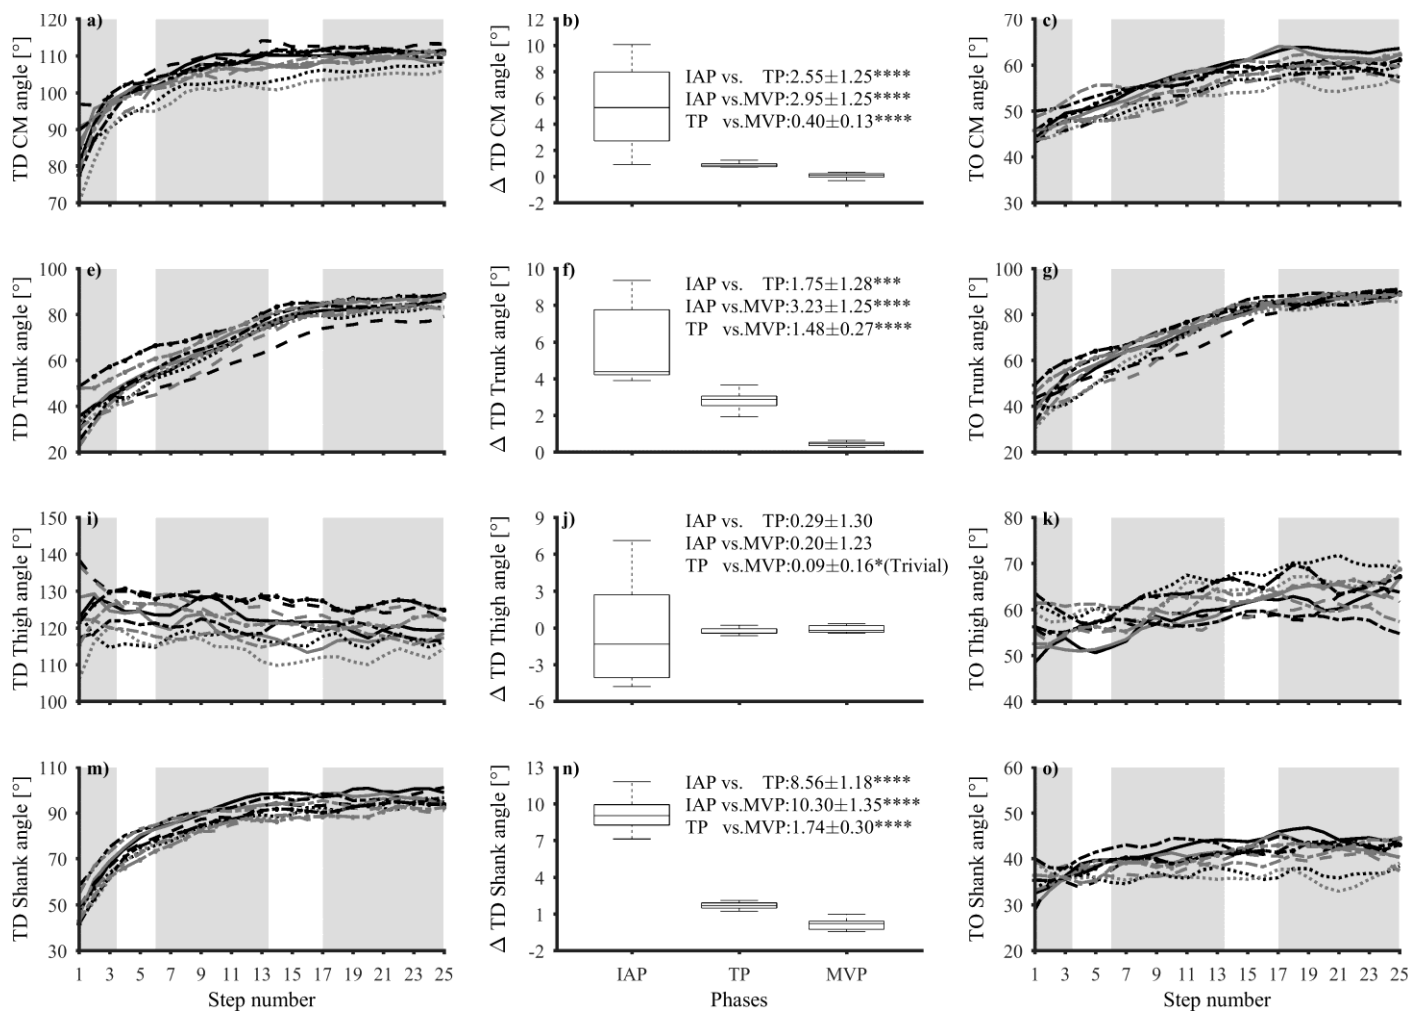 a)
120
110
100
90
80
70
TD CM angle [°]
b)
12
10
8
6
4
2
0
-2
Δ TD CM angle [°]
IAP vs. TP:2.55±1.25****
IAP vs.MVP:2.95±1.25****
TP vs.MVP:0.40±0.13****
c)
70
60
50
40
30
TO CM angle [°]
e)
100
80
60
40
20
TD Trunk angle [°]
f)
10
8
6
4
2
0
Δ TD Trunk angle [°]
IAP vs. TP:1.75±1.28***
IAP vs.MVP:3.23±1.25****
TP vs.MVP:1.48±0.27****
g)
100
80
60
40
20
TO Trunk angle [°]
i)
150
140
130
120
110
100
TD Thigh angle [°]
j)
9
6
3
0
-3
-6
Δ TD Thigh angle [°]
IAP vs. TP:0.29±1.30
IAP vs.MVP:0.20±1.23
TP vs.MVP:0.09±0.16*(Trivial)
k)
80
70
60
50
40
TO Thigh angle [°]
m)
110
90
70
50
30
TD Shank angle [°]
1 3 5 7 9 11 13 15 17 19 21 23 25
Step number
n)
13
10
7
4
1
-2
Δ TD Shank angle [°]
IAP vs. TP:8.56±1.18****
IAP vs.MVP:10.30±1.35****
TP vs.MVP:1.74±0.30****
IAP TP MVP
Phases
o)
60
50
40
30
20
TO Shank angle [°]
1 3 5 7 9 11 13 15 17 19 21 23 25
Step number